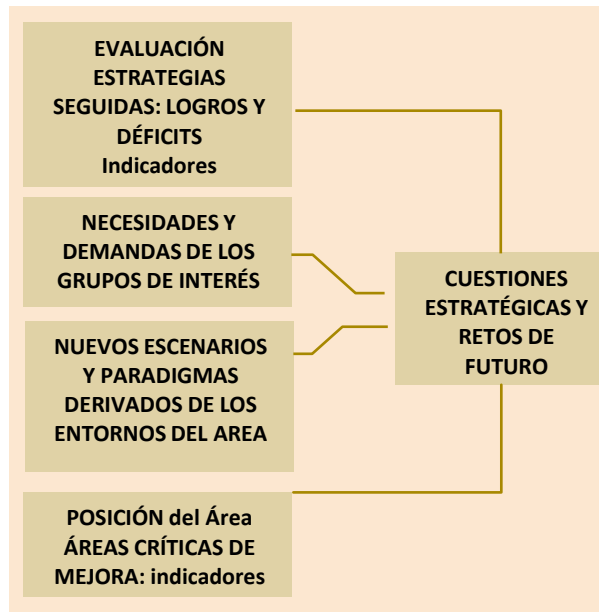 EVALUACIÓN
ESTRATEGIAS
SEGUIDAS: LOGROS Y
DÉFICITS
Indicadores
NECESIDADES Y
DEMANDAS DE LOS
GRUPOS DE INTERÉS
NUEVOS ESCENARIOS
Y PARADIGMAS
DERIVADOS DE LOS
ENTORNOS DEL AREA
POSICIÓN del Área
ÁREAS CRÍTICAS DE
MEJORA: indicadores
CUESTIONES
ESTRATÉGICAS Y
RETOS DE
FUTURO